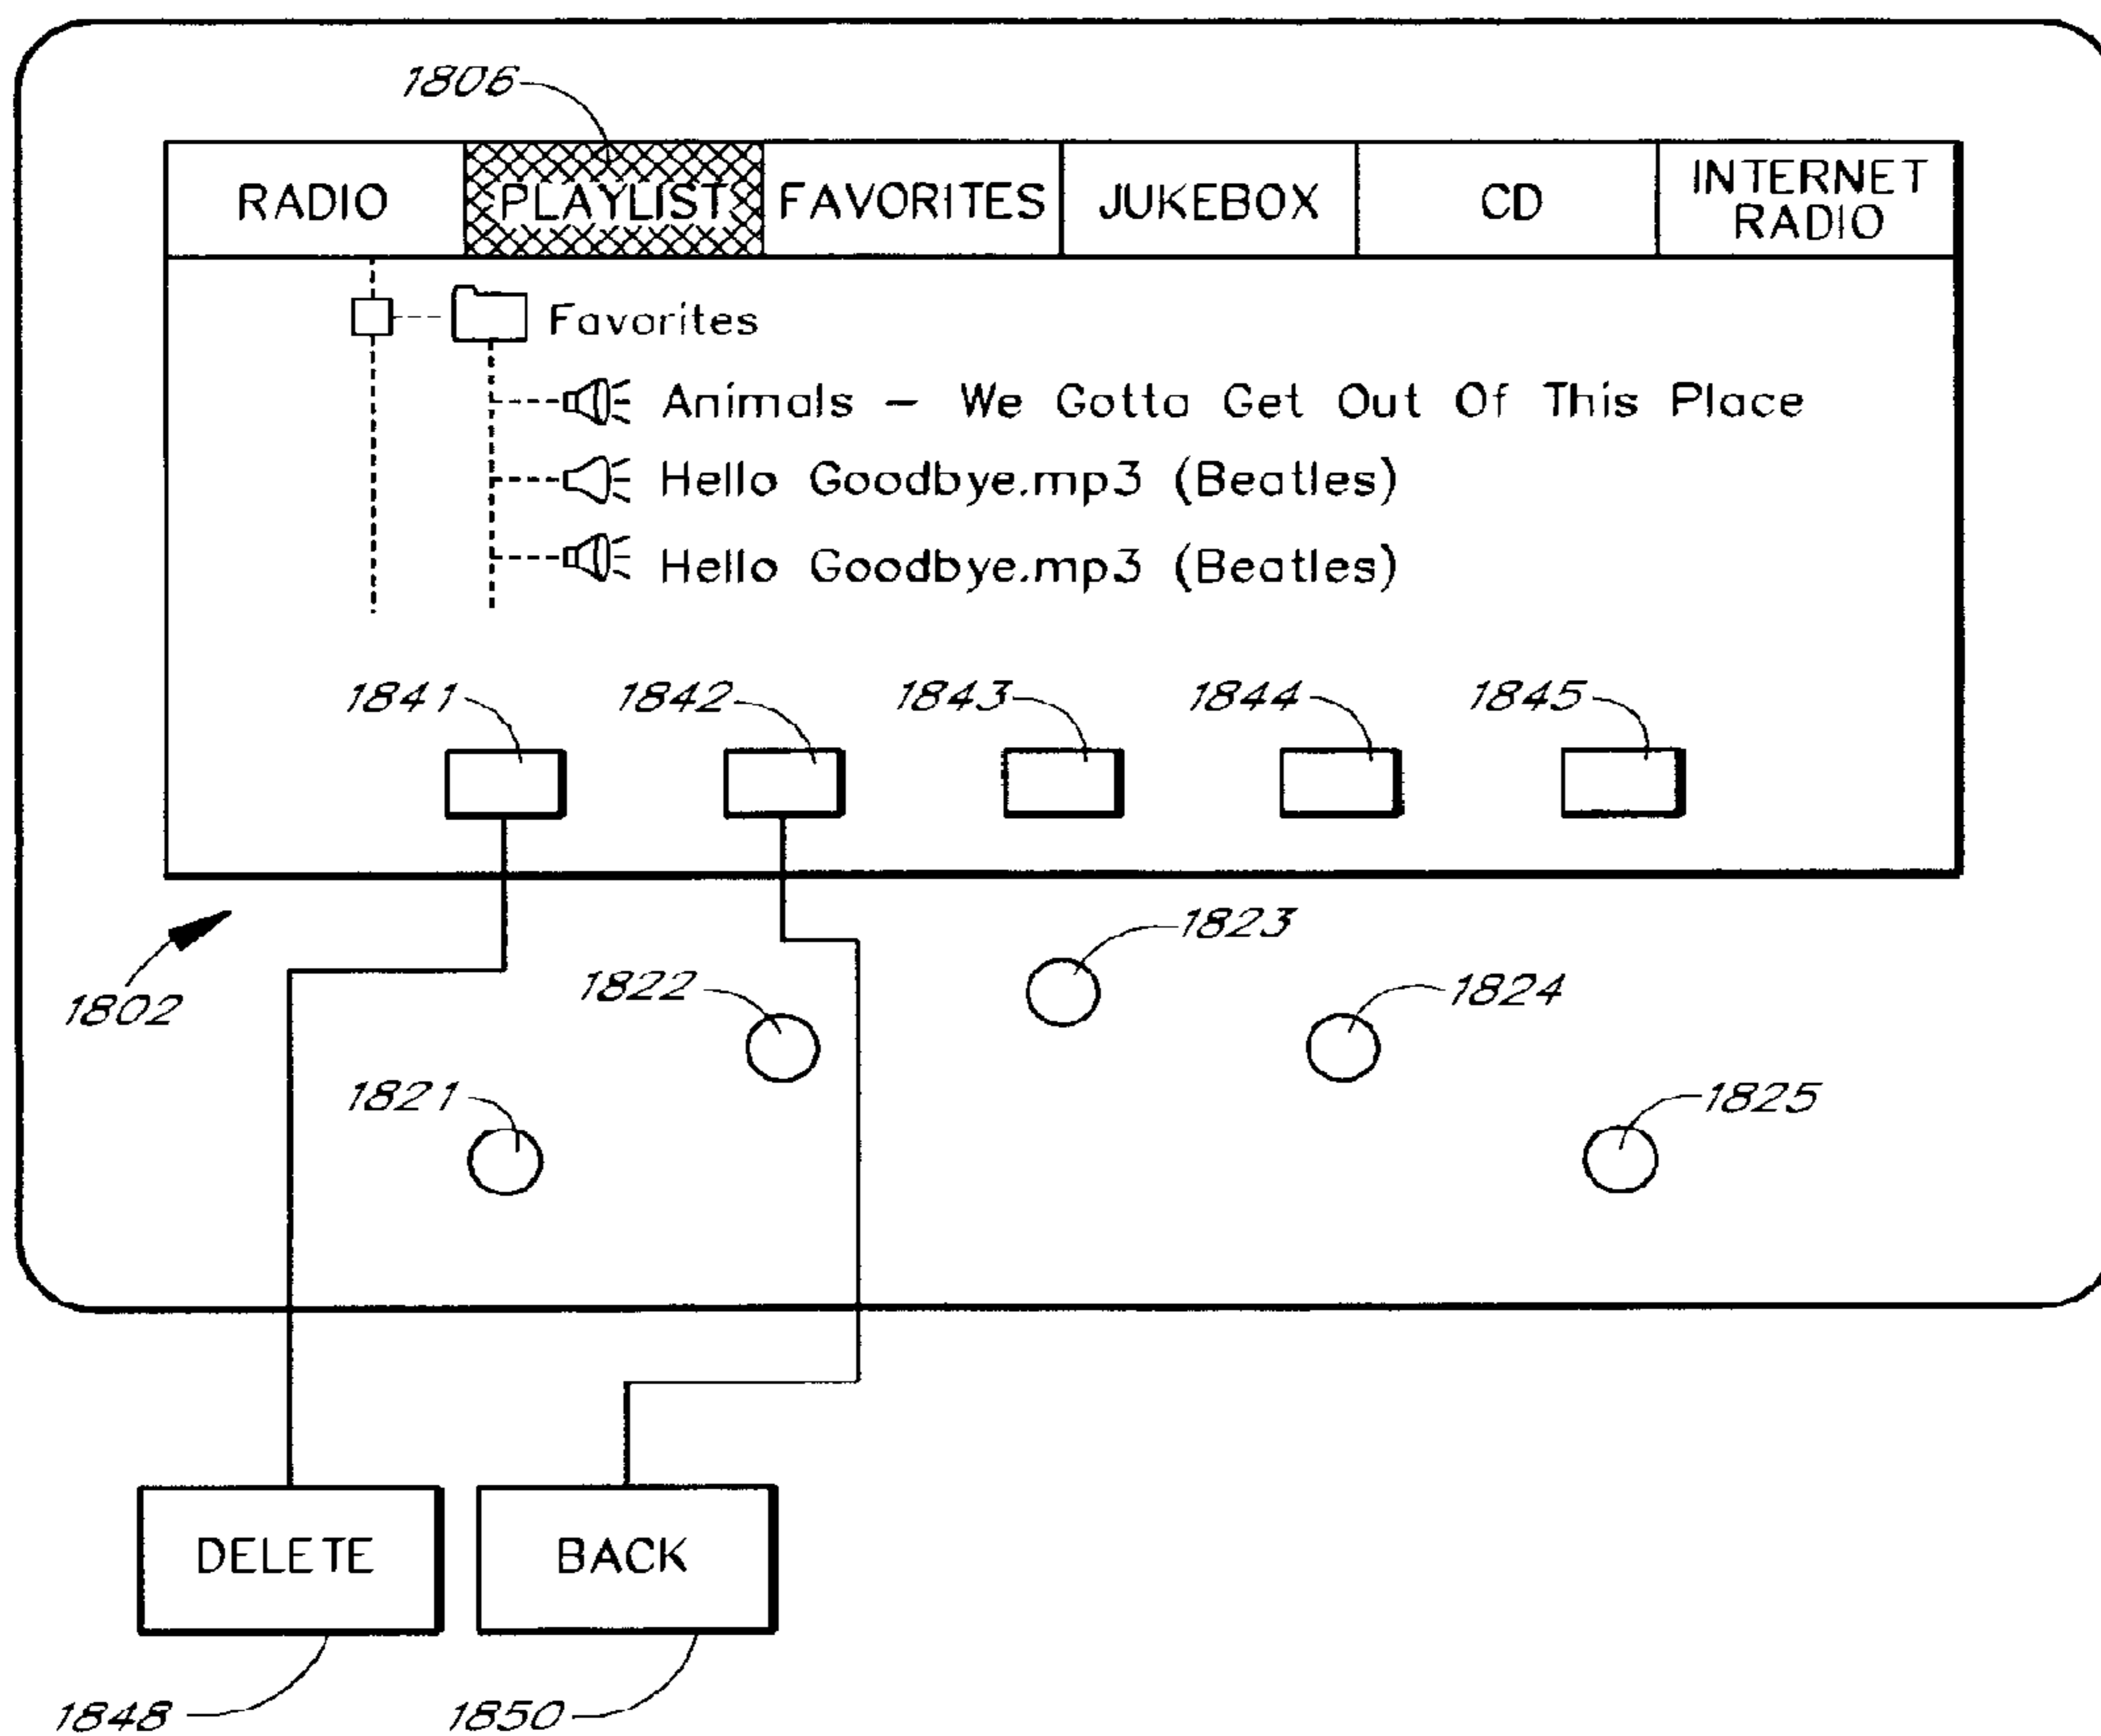 1806
RADIO PLAYLIST FAVORITES JUKEBOX CD INTERNET RADIO
Favorites
Animals – We Gotta Get Out Of This Place
Hello Goodbye.mp3 (Beatles)
Hello Goodbye.mp3 (Beatles)
1841 1842 1843 1844 1845
1802
1823
1822 1824
1821 1825
DELETE BACK
1848 1850